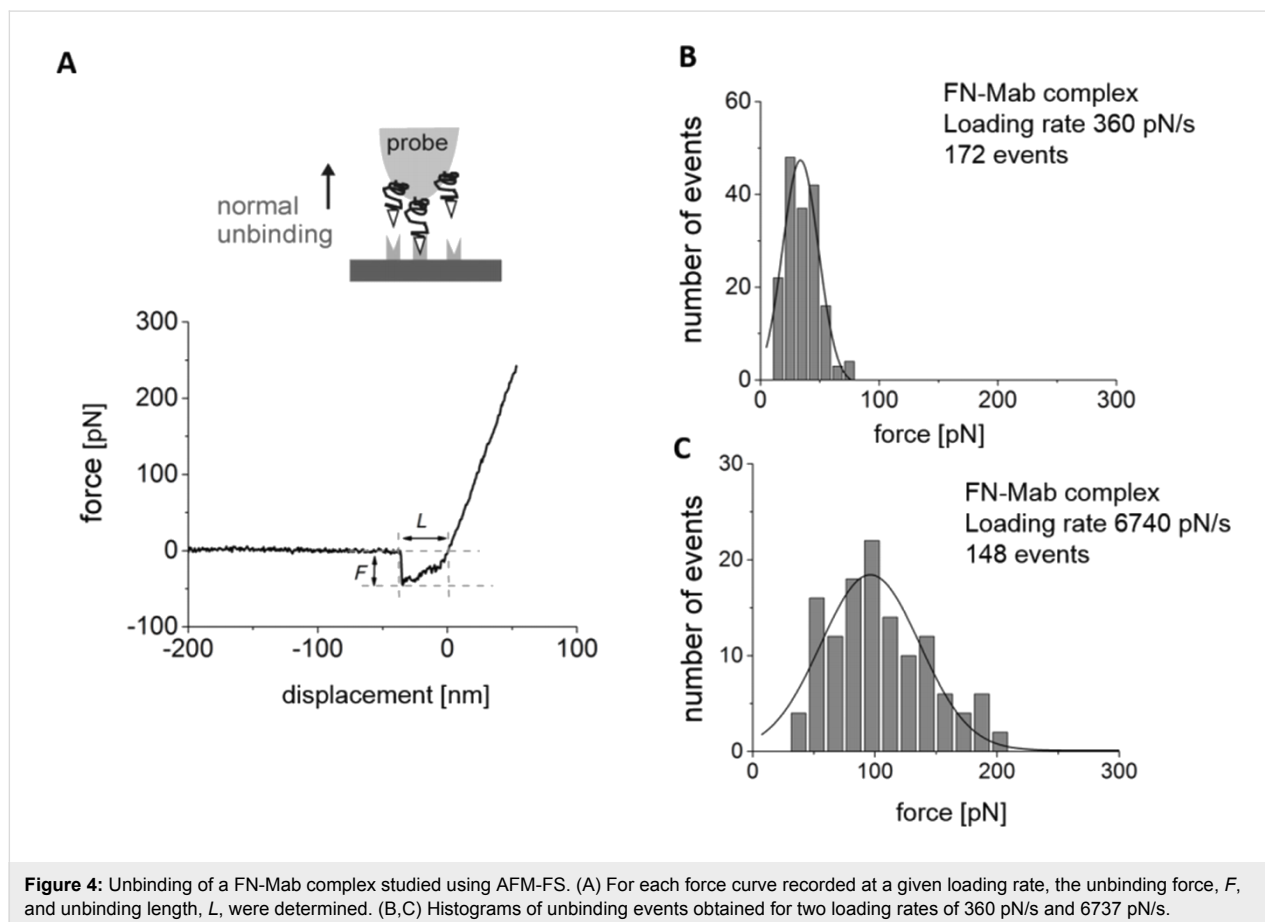 A
probe
normal
unbinding
300
200
100
0
-100
force [pN]
L
F
-200
-100
0
100
displacement [nm]
B
FN-Mab complex
Loading rate 360 pN/s
172 events
60
40
20
0
number of events
0
100
200
300
force [pN]
C
FN-Mab complex
Loading rate 6740 pN/s
148 events
30
20
10
0
number of events
0
100
200
300
force [pN]
Figure 4: Unbinding of a FN-Mab complex studied using AFM-FS. (A) For each force curve recorded at a given loading rate, the unbinding force, F,
and unbinding length, L, were determined. (B,C) Histograms of unbinding events obtained for two loading rates of 360 pN/s and 6737 pN/s.